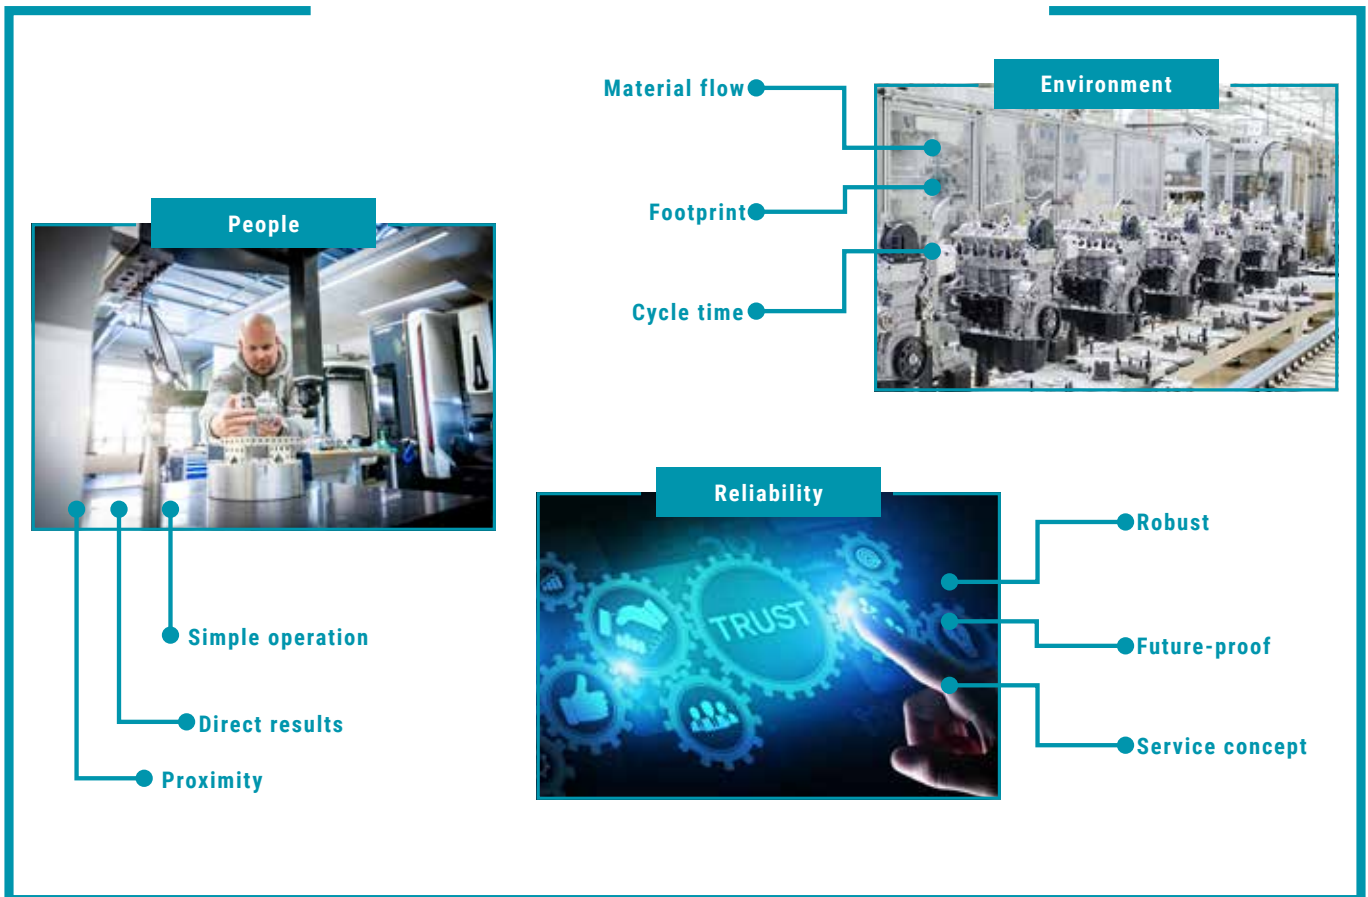 Environment
Material flow
Footprint
Cycle time
People
Simple operation
Direct results
Proximity
Reliability
TRUST
Robust
Future-proof
Service concept